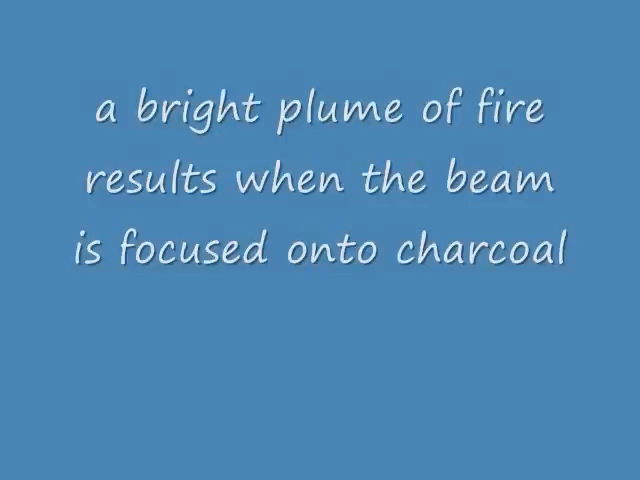 a bright plume of fire
results when the beam
is focused onto charcoal